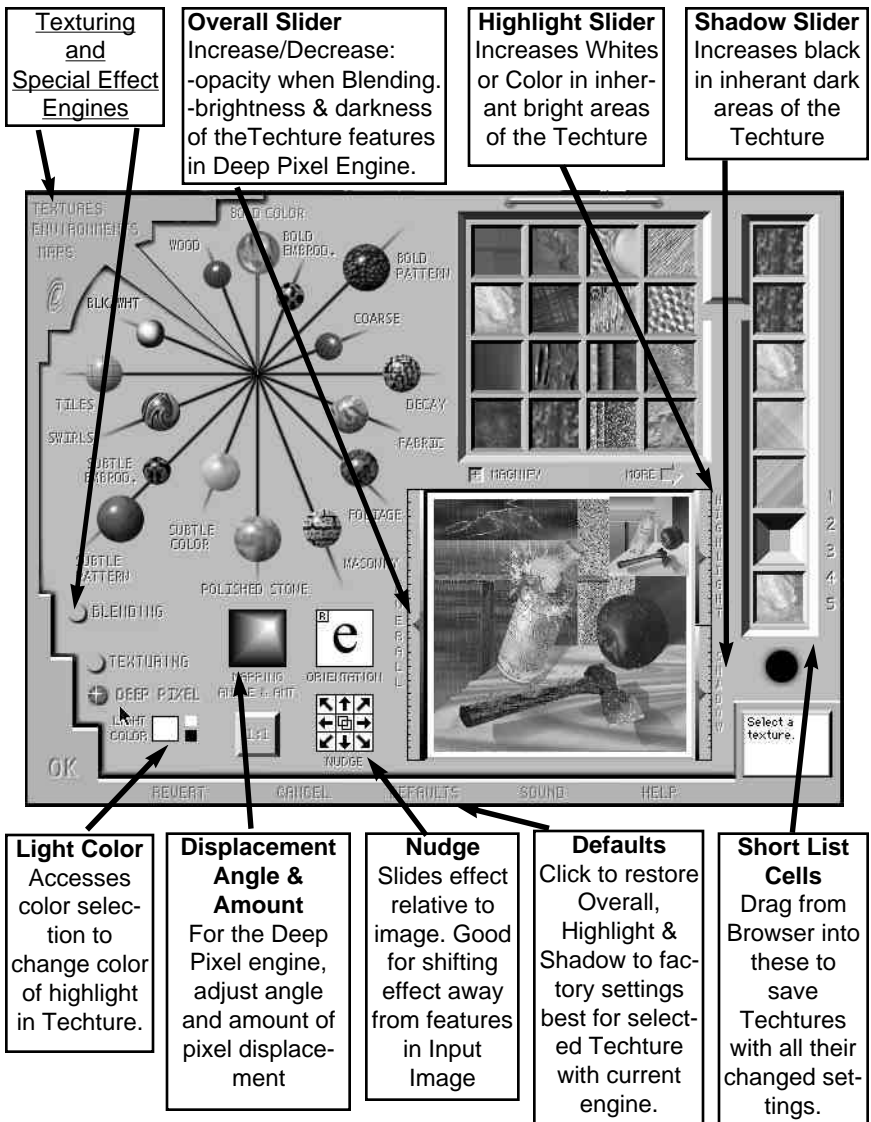 Texturing
and
Special Effect
Engines
Overall Slider
Increase/Decrease:
-opacity when Blending.
-brightness & darkness
of theTechture features
in Deep Pixel Engine.
Highlight Slider
Increases Whites
or Color in inher-
ant bright areas
of the Techture
Shadow Slider
Increases black
in inherant dark
areas of the
Techture
TEXTURES
ENVIRONMENTS
MAPS
BOLD COLOR
WOOD
BOLD
EMBROD.
BOLD
PATTERN
BLK/WHT
COARSE
TILES
DECAY
SWIRLS
FABRIC
SUBTLE
EMBROD.
FOLIAGE
SUBTLE
COLOR
MASONRY
SUBTLE
PATTERN
POLISHED STONE
+ MAGNIFY
MORE
HIGHLIGHT
1
2
3
4
5
BLENDING
OVERALL
SHADOW
R
e
TEXTURING
MAPPING
ANGLE & AMT.
ORIENTATION
DEEP PIXEL
LIGHT
COLOR
1:1
NUDGE
Select a
texture.
OK
REVERT
CANCEL
DEFAULTS
SOUND
HELP
Light Color
Accesses
color selec-
tion to
change color
of highlight
in Techture.
Displacement
Angle &
Amount
For the Deep
Pixel engine,
adjust angle
and amount of
pixel displace-
ment
Nudge
Slides effect
relative to
image. Good
for shifting
effect away
from features
in Input
Image
Defaults
Click to restore
Overall,
Highlight &
Shadow to fac-
tory settings
best for select-
ed Techture
with current
engine.
Short List
Cells
Drag from
Browser into
these to
save
Techtures
with all their
changed set-
tings.